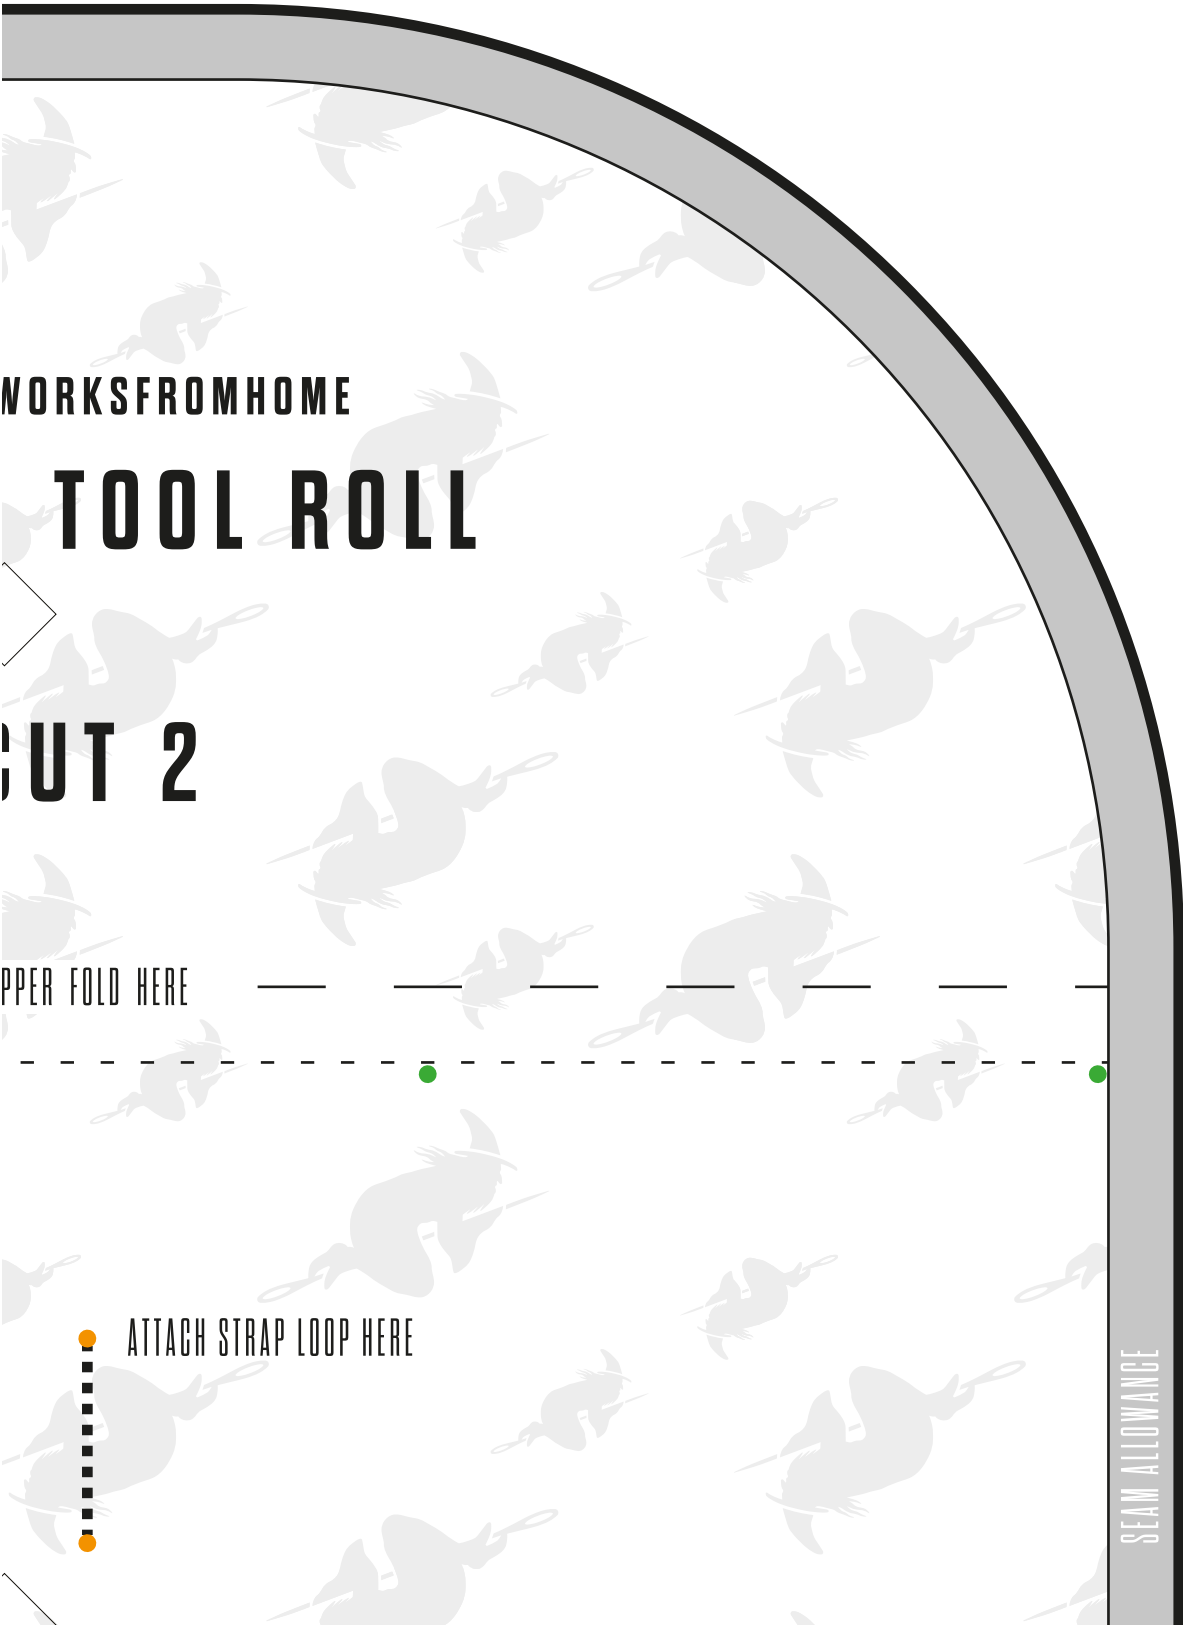 WORKSFROMHOME
TOOL ROLL
CUT 2
PPER FOLD HERE
ATTACH STRAP LOOP HERE
SEAM ALLOWANCE